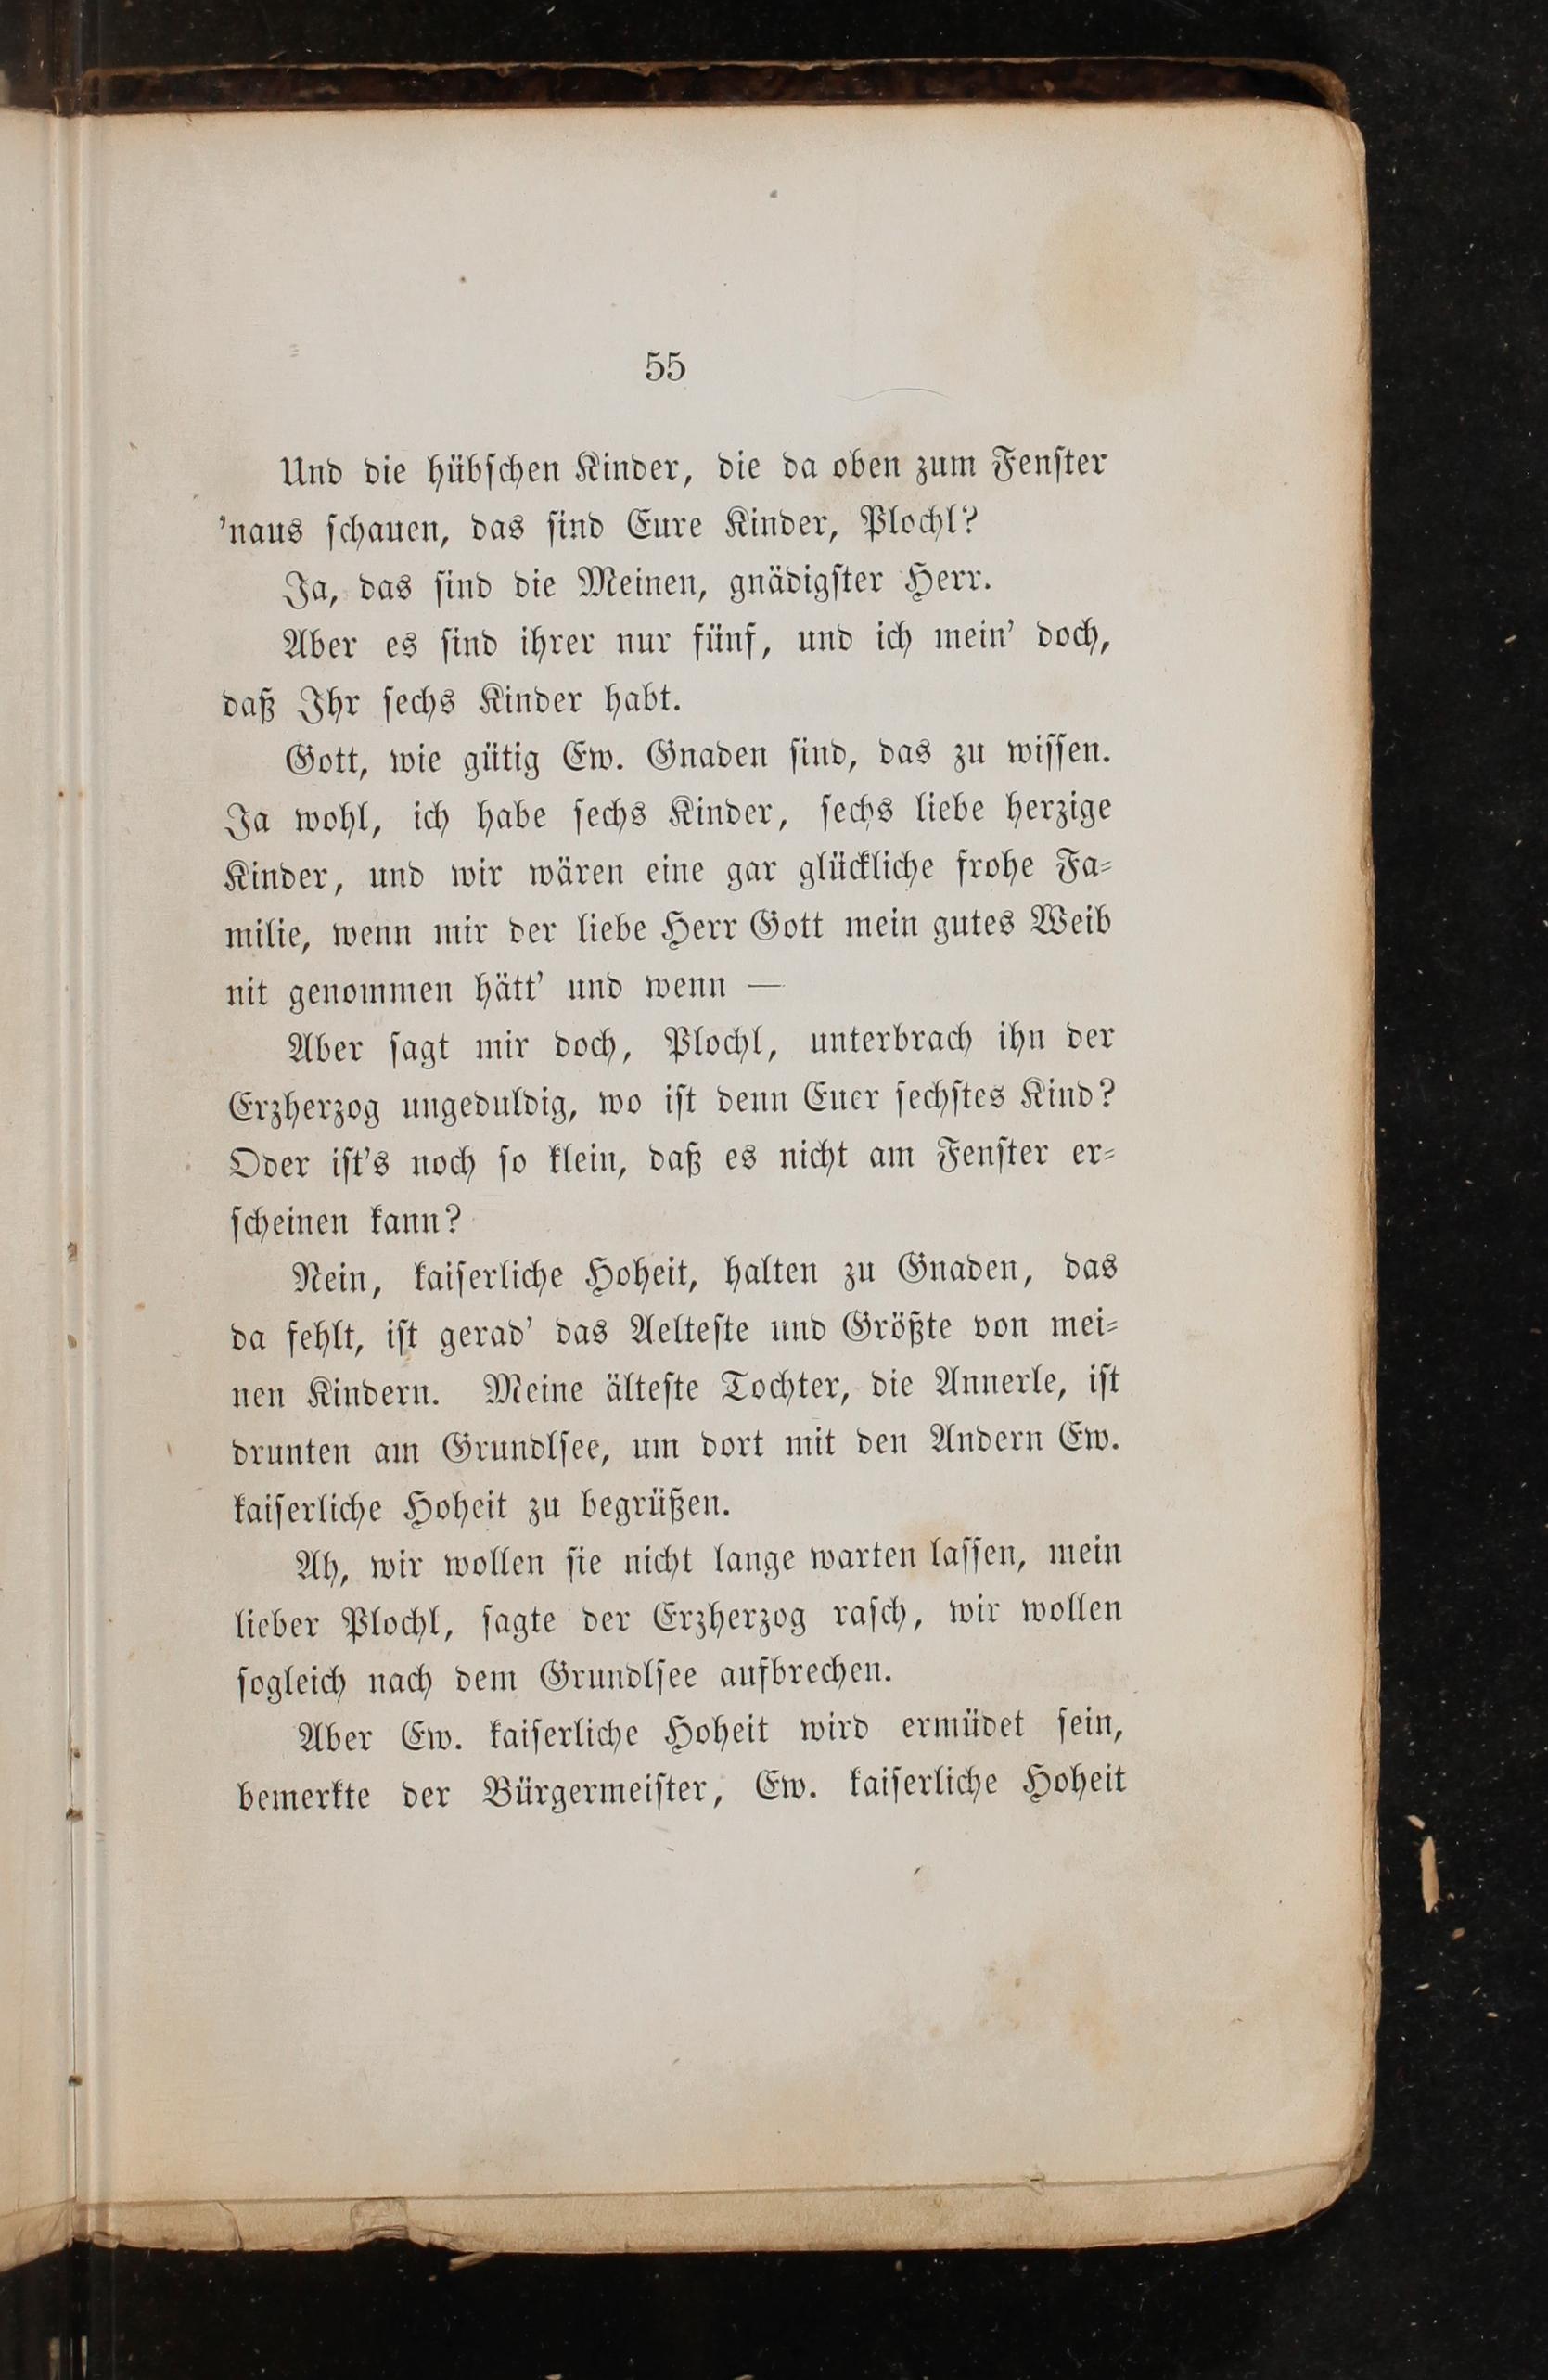 55
Und die hübschen Kinder, die da oben zum Fenster
'naus schauen, das sind Eure Kinder, Plochl?
Ja, das sind die Meinen, gnädigster Herr.
Aber es sind ihrer nur fünf, und ich mein' doch,
daß Ihr sechs Kinder habt.
Gott, wie gütig Ew. Gnaden sind, das zu wissen.
Ja wohl, ich habe sechs Kinder, sechs liebe herzige
Kinder, und wir wären eine gar glückliche frohe Fa-
milie, wenn mir der liebe Herr Gott mein gutes Weib
nit genommen hätt' und wenn —
Aber sagt mir doch, Plochl, unterbrach ihn der
Erzherzog ungeduldig, wo ist denn Euer sechstes Kind?
Oder ist's noch so klein, daß es nicht am Fenster er-
scheinen kann?
Nein, kaiserliche Hoheit, halten zu Gnaden, das
da fehlt, ist gerad' das Aelteste und Größte von mei-
nen Kindern. Meine älteste Tochter, die Annerle, ist
drunten am Grundlsee, um dort mit den Andern Ew.
kaiserliche Hoheit zu begrüßen.
Ah, wir wollen sie nicht lange warten lassen, mein
lieber Plochl, sagte der Erzherzog rasch, wir wollen
sogleich nach dem Grundlsee aufbrechen.
Aber Ew. kaiserliche Hoheit wird ermüdet sein,
bemerkte der Bürgermeister, Ew. kaiserliche Hoheit